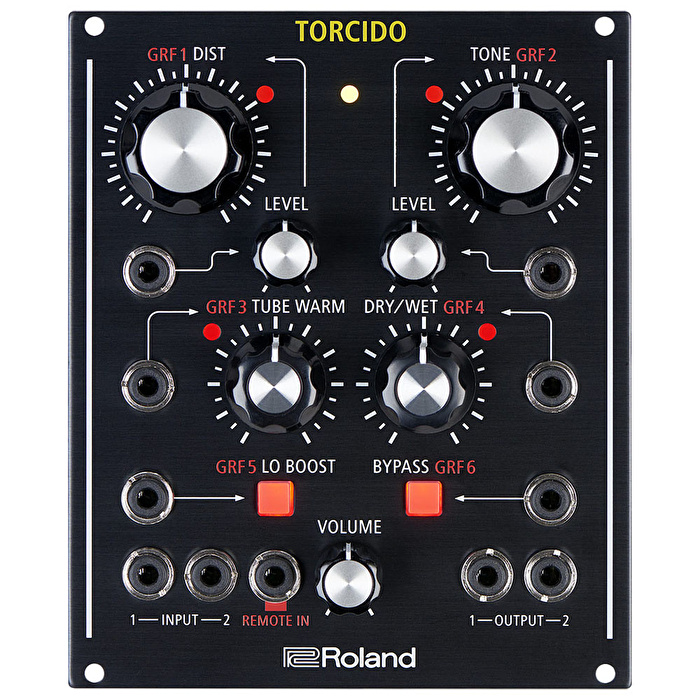 TORCIDO
GRF1 DIST
TONE GRF2
LEVEL
LEVEL
GRF3 TUBE WARM
DRY/WET GRF4
GRF5 LO BOOST
BYPASS GRF6
VOLUME
1—INPUT—2
REMOTE IN
1—OUTPUT—2
Roland